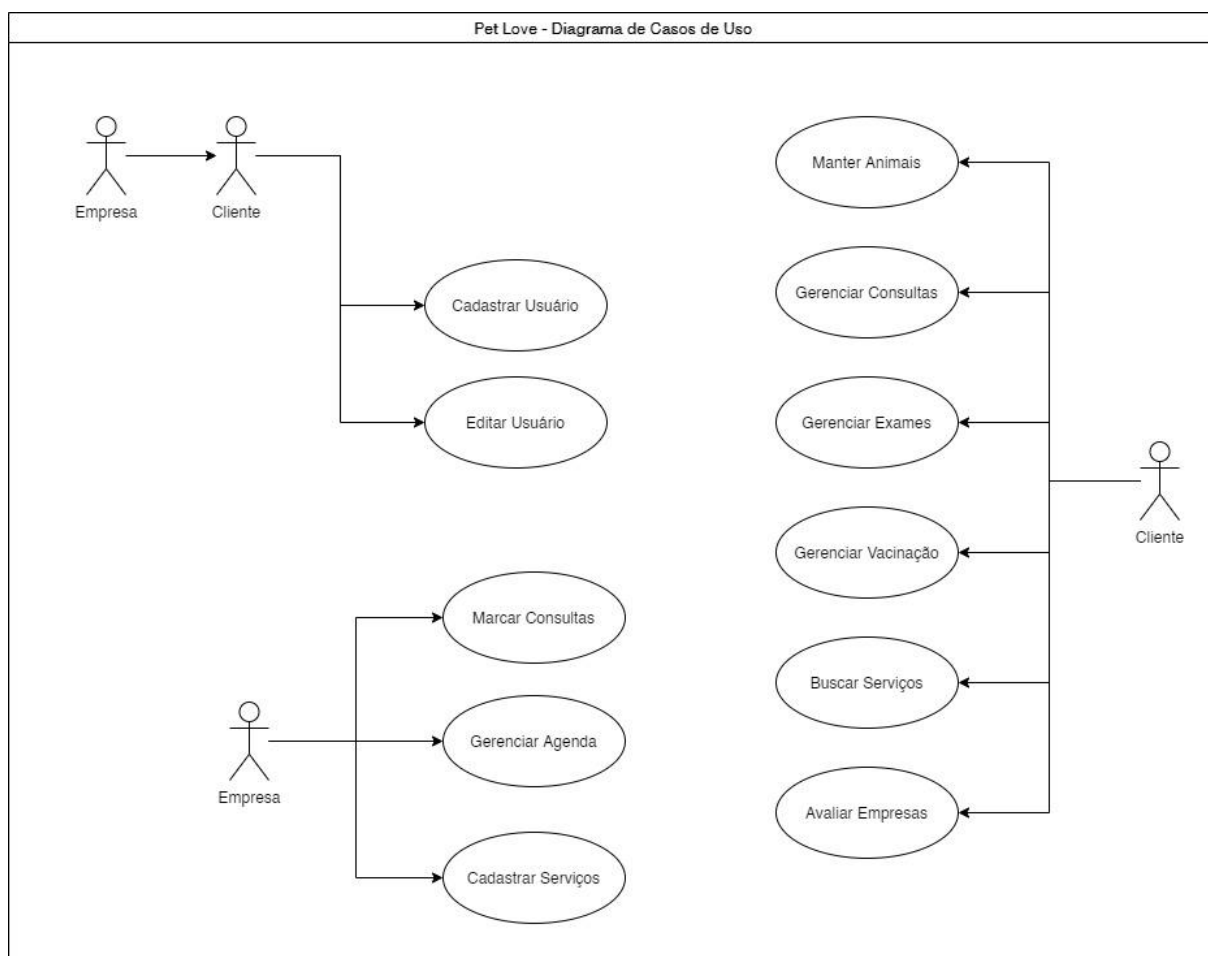 Pet Love - Diagrama de Casos de Uso
Empresa
Cliente
Cadastrar Usuário
Editar Usuário
Marcar Consultas
Gerenciar Agenda
Cadastrar Serviços
Empresa
Manter Animais
Gerenciar Consultas
Gerenciar Exames
Gerenciar Vacinação
Buscar Serviços
Avaliar Empresas
Cliente